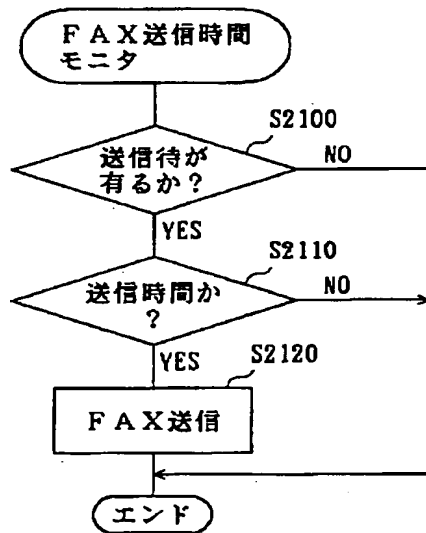 FAX送信時間
モニタ
S2100
送信待が
有るか?
NO
YES
S2110
送信時間か
?
NO
YES
S2120
FAX送信
エンド